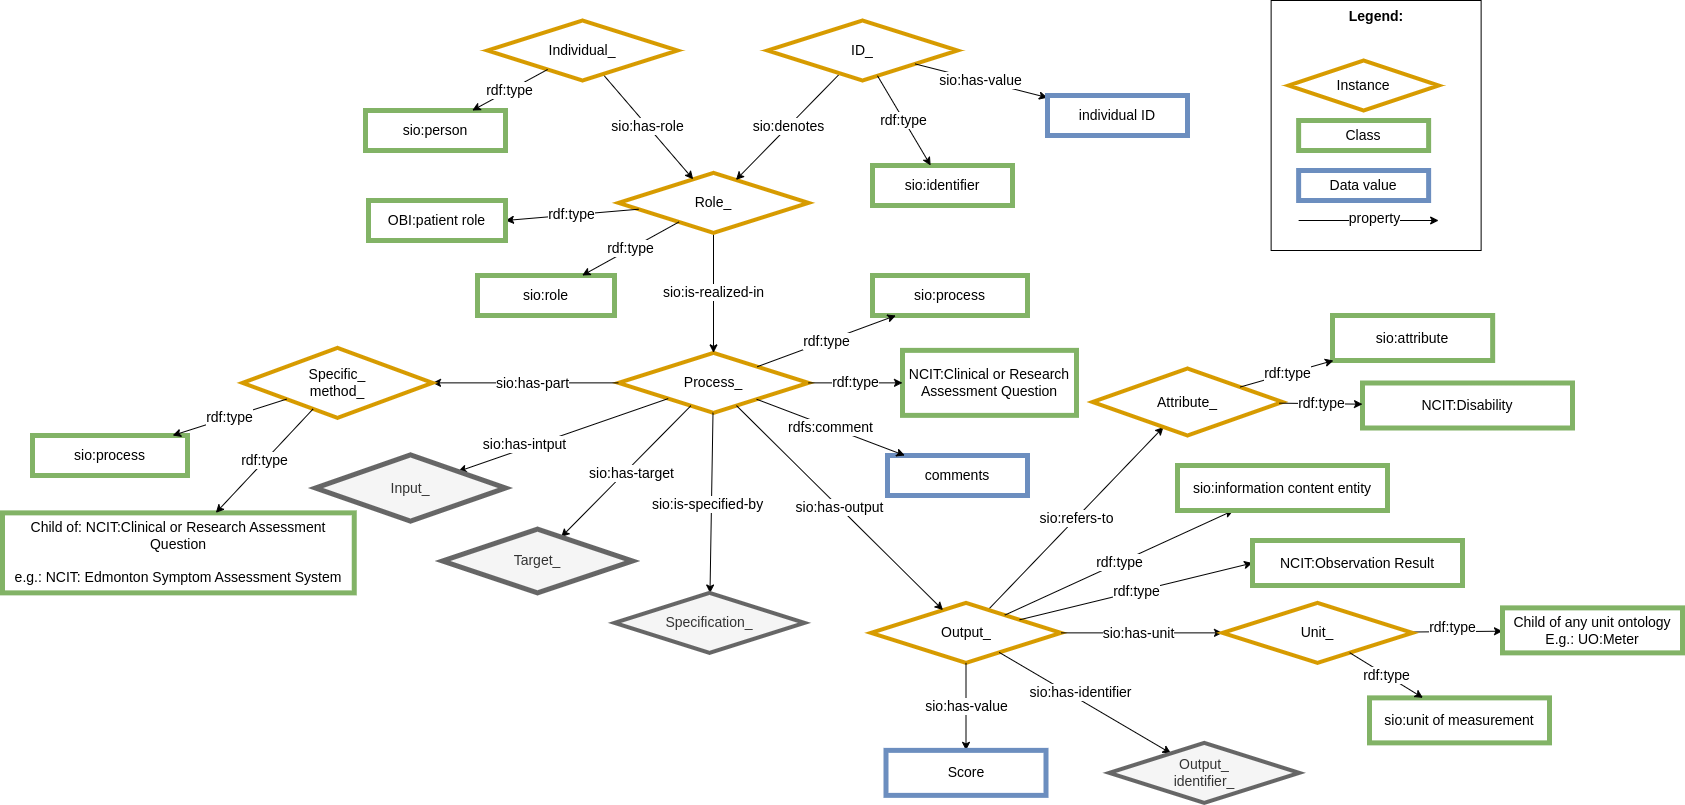 Legend:
Individual_
ID_
Instance
rdf:type
sio:has-value
sio:person
sio:has-role
sio:denotes
rdf:type
individual ID
Class
sio:identifier
Data value
OBI:patient role
rdf:type
Role_
property
rdf:type
sio:role
sio:is-realized-in
sio:process
rdf:type
sio:attribute
Specific_
method_
sio:has-part
Process_
rdf:type
NCIT:Clinical or Research
Assessment Question
Attribute_
rdf:type
rdf:type
NCIT:Disability
rdf:type
sio:process
rdf:type
sio:has-intput
rdfs:comment
comments
Input_
sio:has-target
sio:is-specified-by
sio:has-output
sio:refers-to
sio:information content entity
Child of: NCIT:Clinical or Research Assessment
Question
e.g.: NCIT: Edmonton Symptom Assessment System
Target_
rdf:type
rdf:type
NCIT:Observation Result
Specification_
Output_
sio:has-unit
Unit_
rdf:type
Child of any unit ontology
E.g.: UO:Meter
rdf:type
sio:unit of measurement
sio:has-value
sio:has-identifier
Score
Output_
identifier_